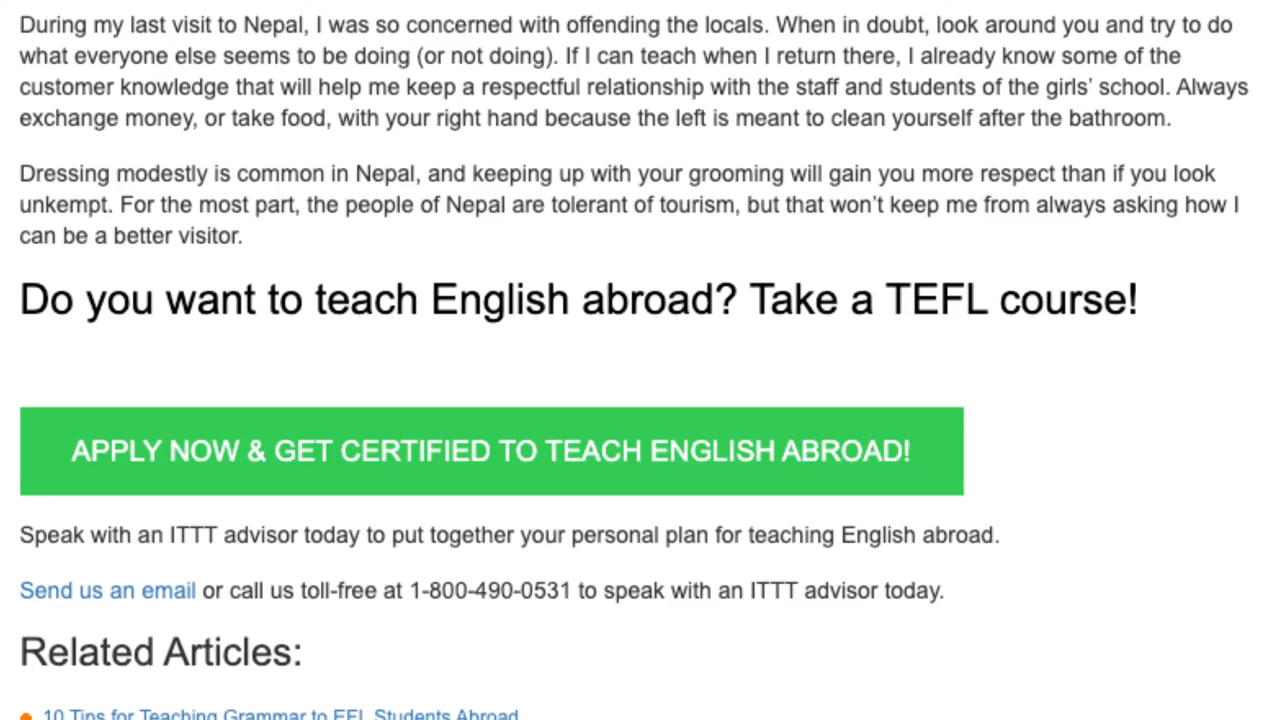 During my last visit to Nepal, I was so concerned with offending the locals. When in doubt, look around you and try to do
what everyone else seems to be doing (or not doing). If I can teach when I return there, I already know some of the
customer knowledge that will help me keep a respectful relationship with the staff and students of the girls’ school. Always
exchange money, or take food, with your right hand because the left is meant to clean yourself after the bathroom.
Dressing modestly is common in Nepal, and keeping up with your grooming will gain you more respect than if you look
unkempt. For the most part, the people of Nepal are tolerant of tourism, but that won’t keep me from always asking how I
can be a better visitor.
Do you want to teach English abroad? Take a TEFL course!
APPLY NOW & GET CERTIFIED TO TEACH ENGLISH ABROAD!
Speak with an ITTT advisor today to put together your personal plan for teaching English abroad.
Send us an email or call us toll-free at 1-800-490-0531 to speak with an ITTT advisor today.
Related Articles:
10 Tips for Teaching Grammar to EFL Students Abroad